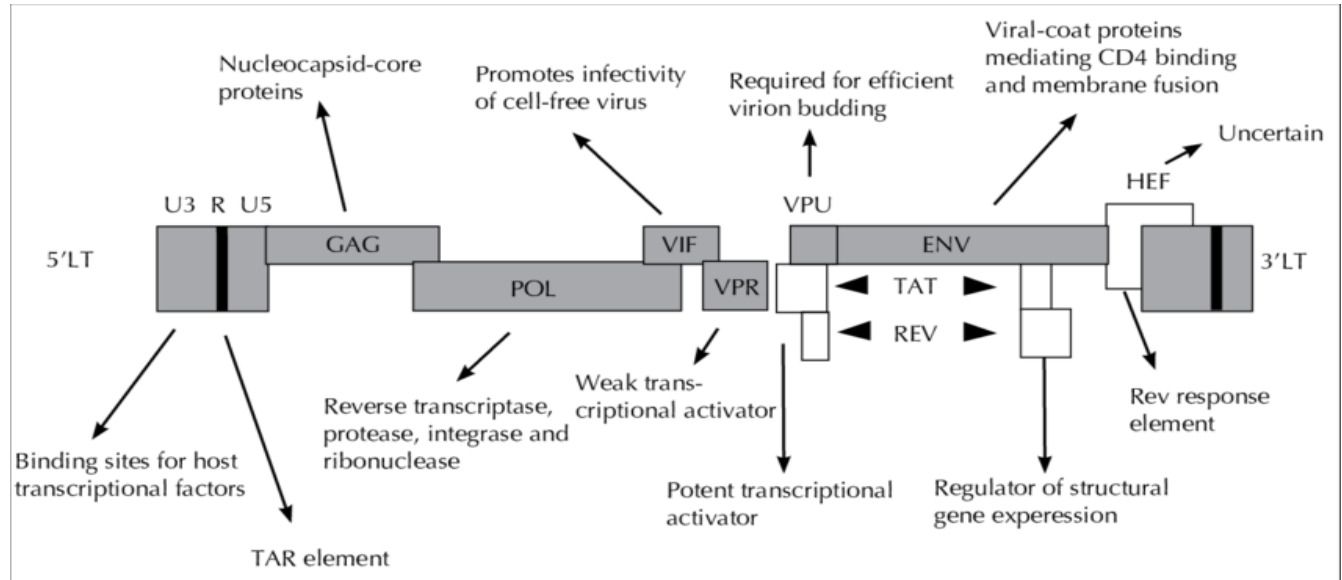 Viral-coat proteins
mediating CD4 binding
and membrane fusion
Nucleocapsid-core
proteins
Promotes infectivity
of cell-free virus
Required for efficient
virion budding
Uncertain
HEF
U3 R U5
VPU
GAG
VIF
ENV
5'LT
3'LT
POL
VPR
TAT
REV
Weak trans-
criptional activator
Reverse transcriptase,
protease, integrase and
ribonuclease
Rev response
element
Binding sites for host
transcriptional factors
Potent transcriptional
activator
Regulator of structural
gene experession
TAR element